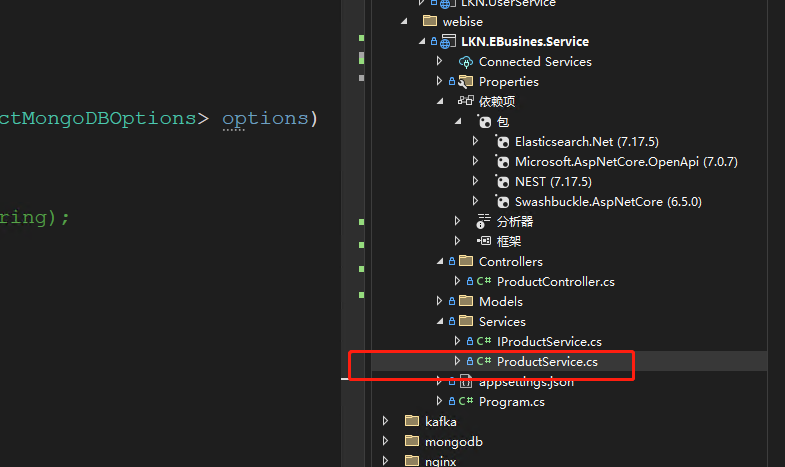 LKN.UserService
webise
LKN.EBusines.Service
Connected Services
Properties
ctMongoDBOptions> options)
依赖项
包
Elasticsearch.Net (7.17.5)
Microsoft.AspNetCore.OpenApi (7.0.7)
NEST (7.17.5)
Swashbuckle.AspNetCore (6.5.0)
ring);
分析器
框架
Controllers
C# ProductController.cs
Models
Services
C# IProductService.cs
C# ProductService.cs
appsettings.json
C# Program.cs
kafka
mongodb
nginx